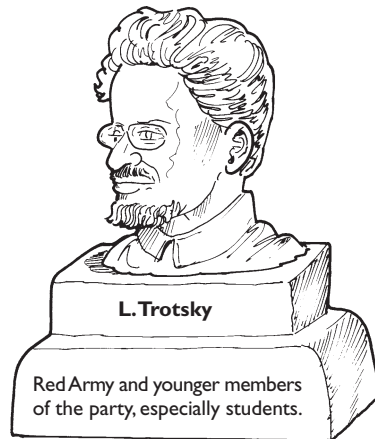 L. Trotsky
Red Army and younger members
of the party, especially students.